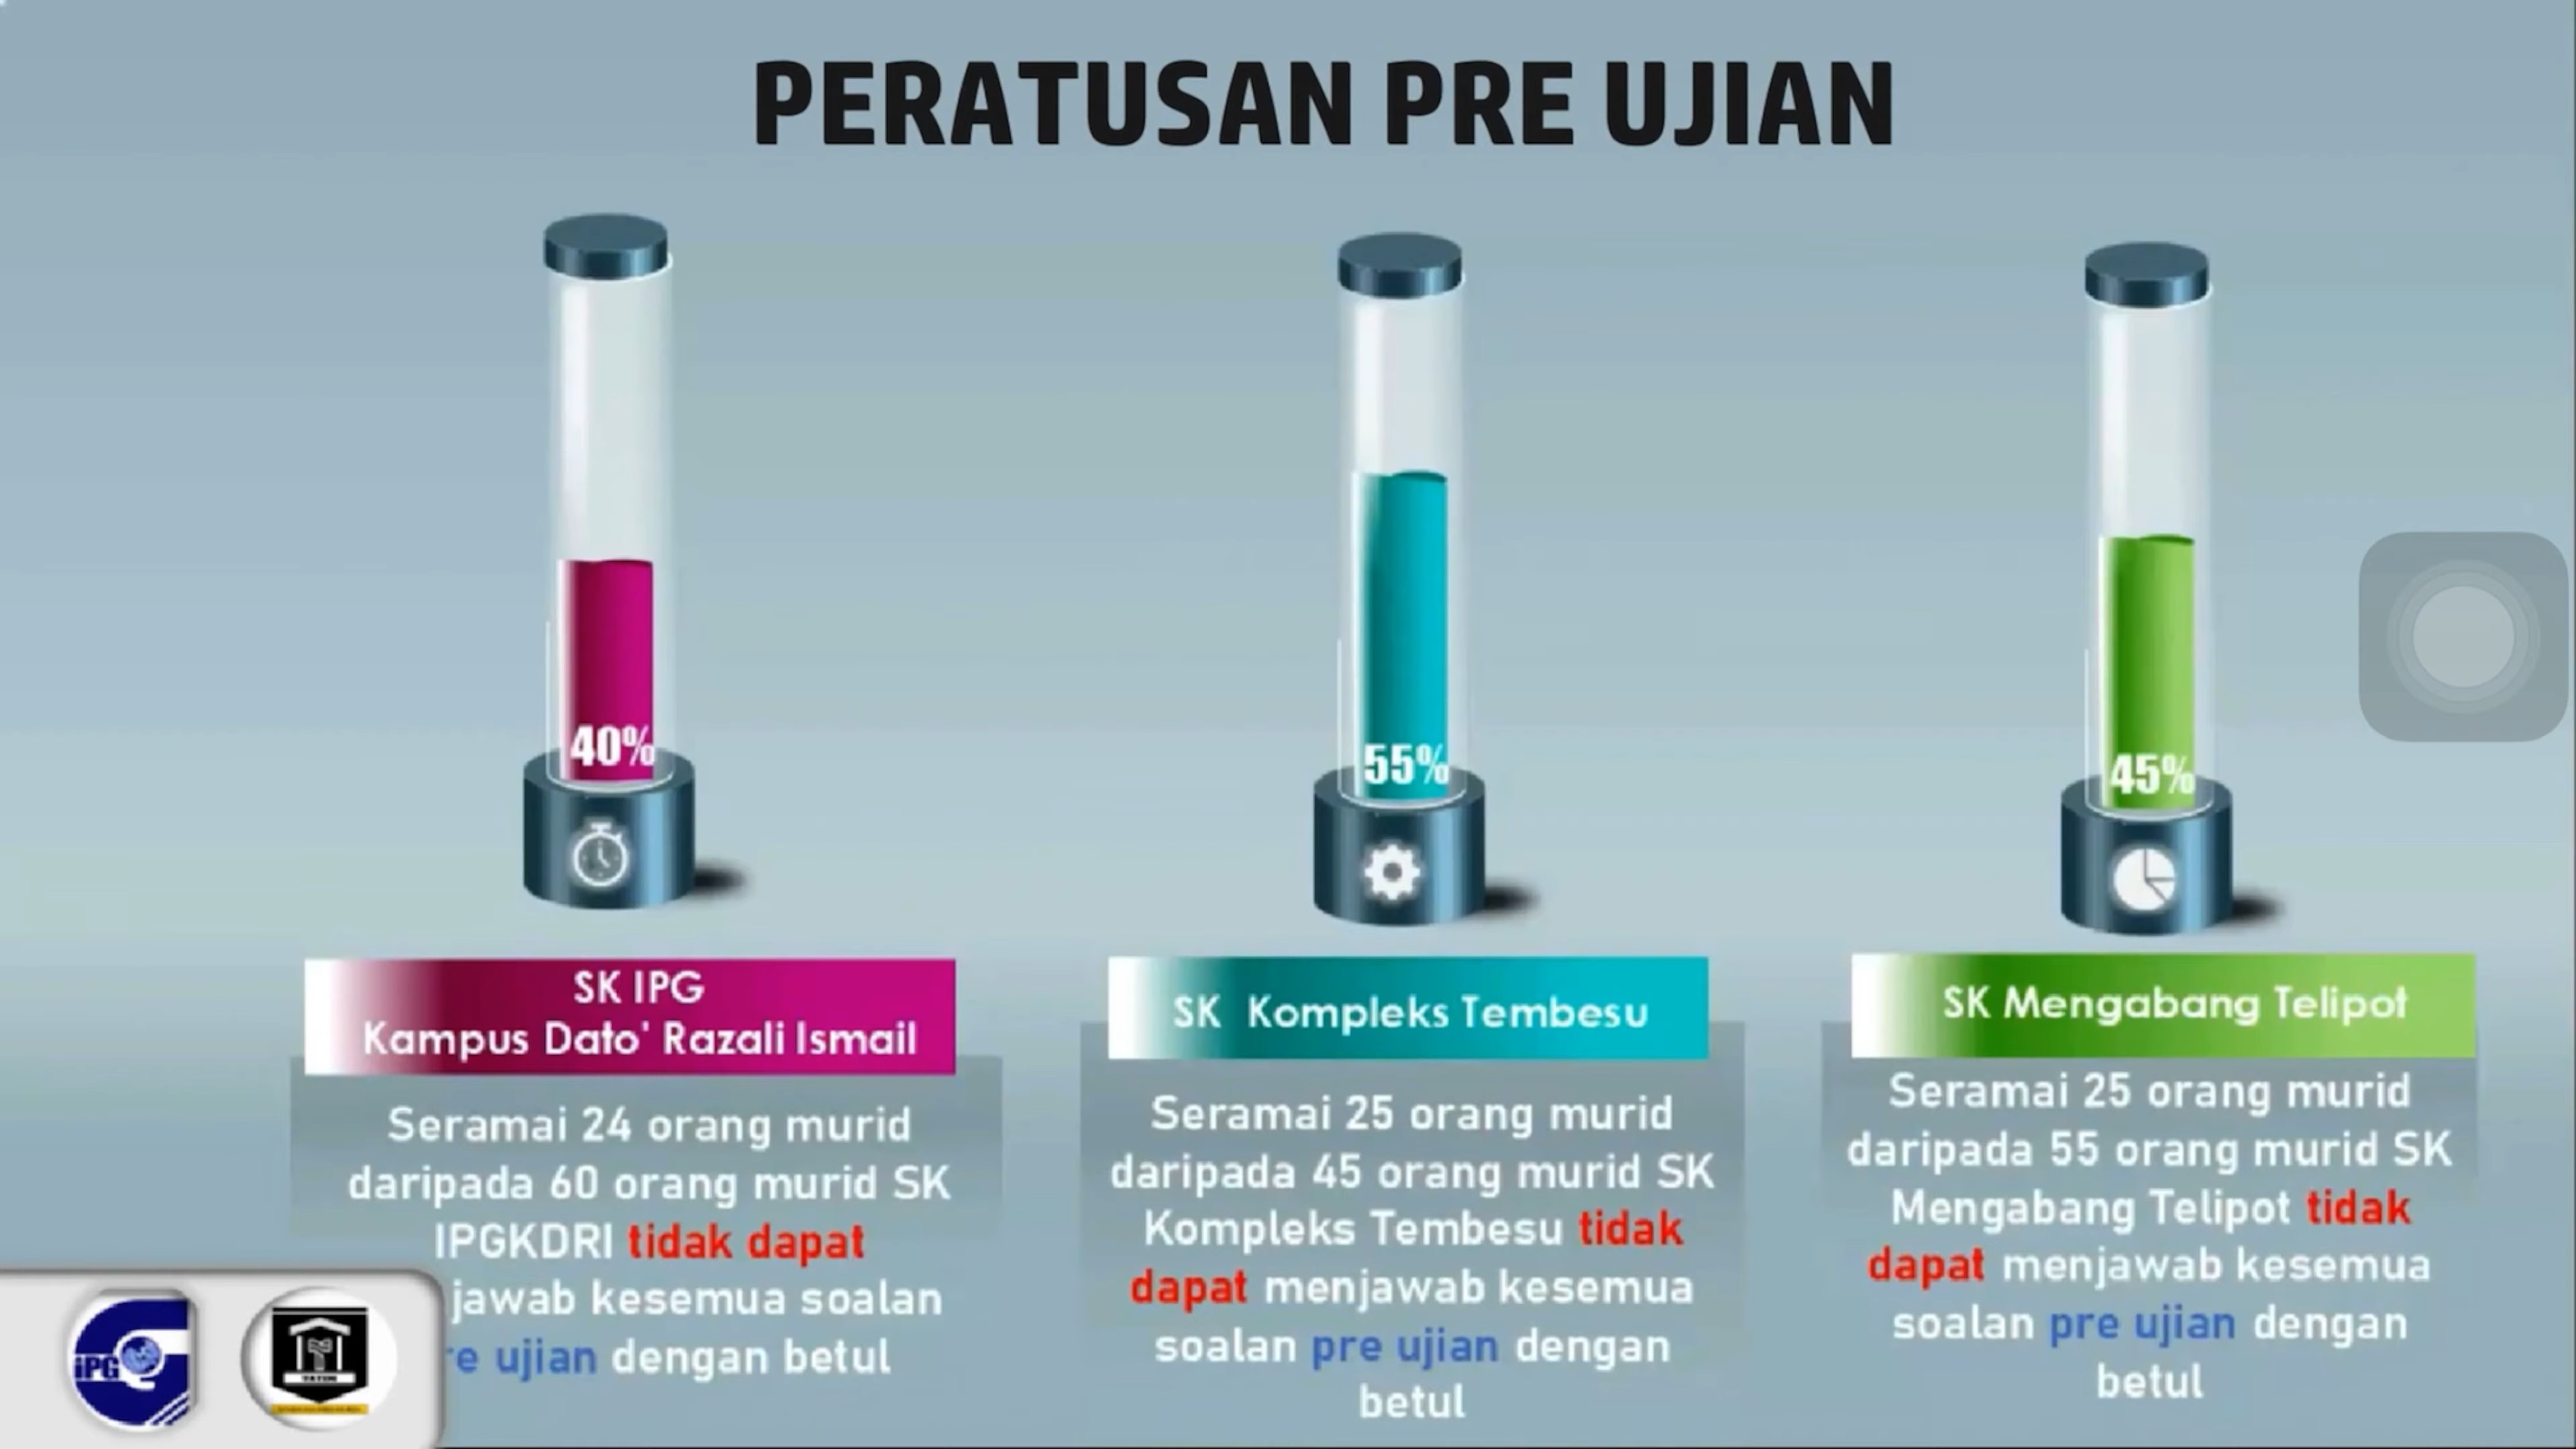 PERATUSAN PRE UJIAN
40%
55%
45%
SK IPG
Kampus Dato' Razali Ismail
Seramai 24 orang murid
daripada 60 orang murid SK
IPGKDRI tidak dapat
jawab kesemua soalan
re ujian dengan betul
SK Kompleks Tembesu
Seramai 25 orang murid
daripada 45 orang murid SK
Kompleks Tembesu tidak
dapat menjawab kesemua
soalan pre ujian dengan
betul
SK Mengabang Telipot
Seramai 25 orang murid
daripada 55 orang murid SK
Mengabang Telipot tidak
dapat menjawab kesemua
soalan pre ujian dengan
betul
iPG